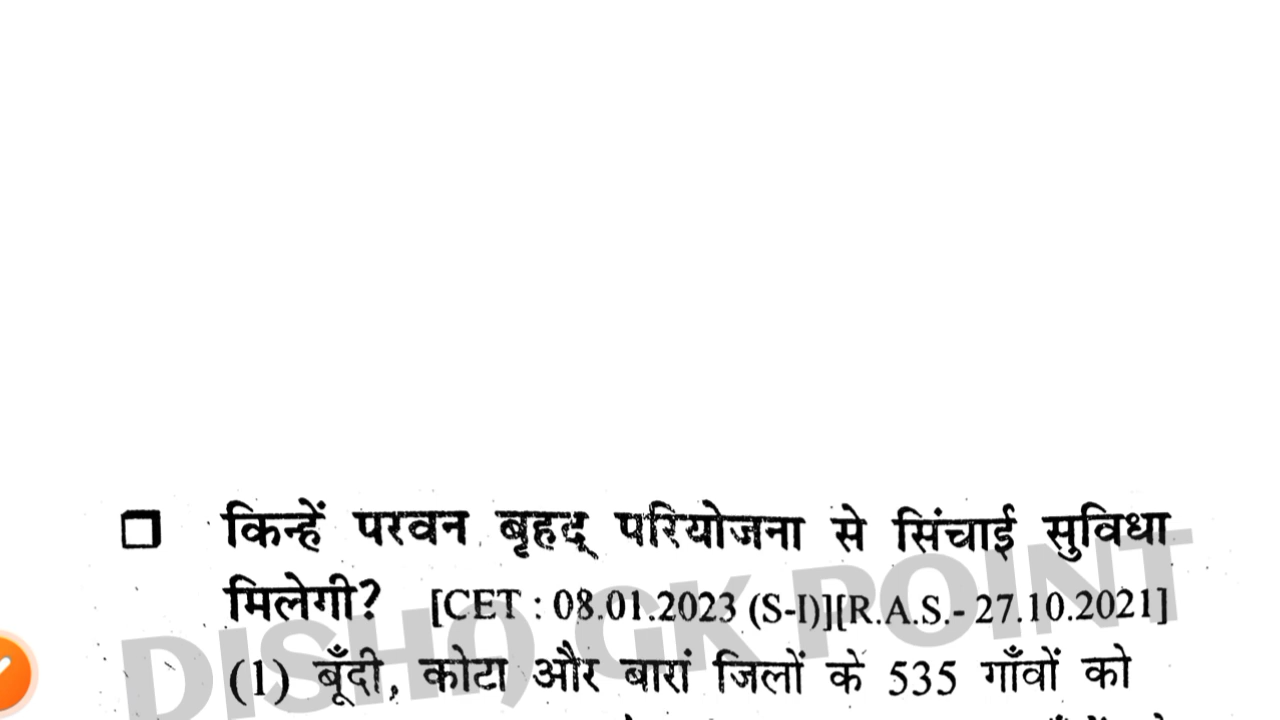 □ किन्हें परवन बृहद् परियोजना से सिंचाई सुविधा
मिलेगी? [CET : 08.01.2023 (S-I)][R.A.S.- 27.10.2021]
DISHA GK POINT
(1) बूँदी, कोटा और बारां जिलों के 535 गाँवों को